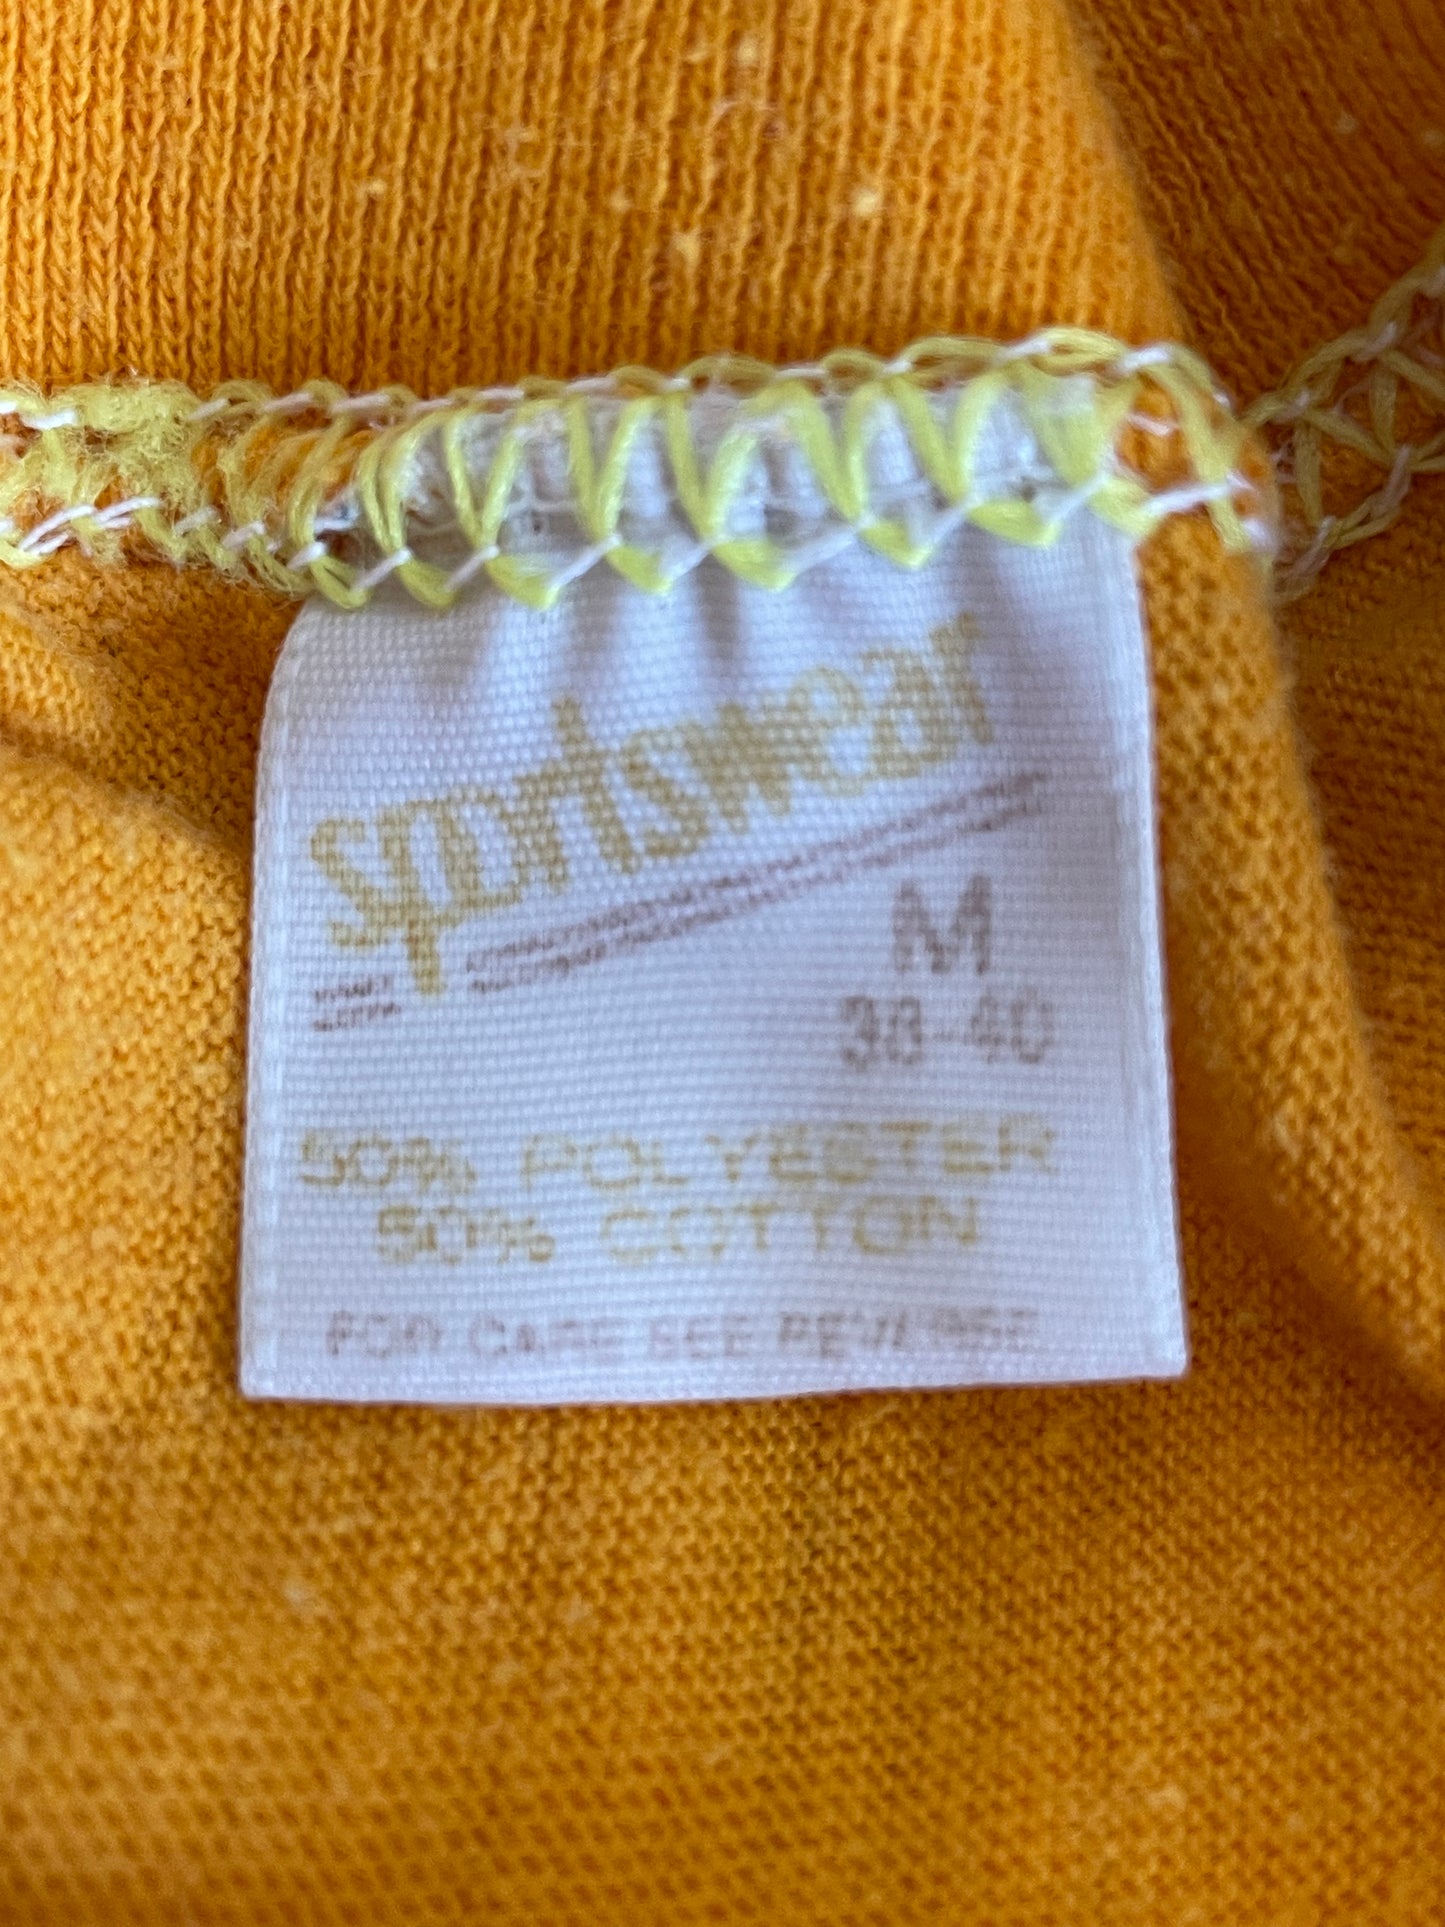 Sportswear
M
38-40
50% POLYESTER
50% COTTON
FOR CARE SEE REVERSE